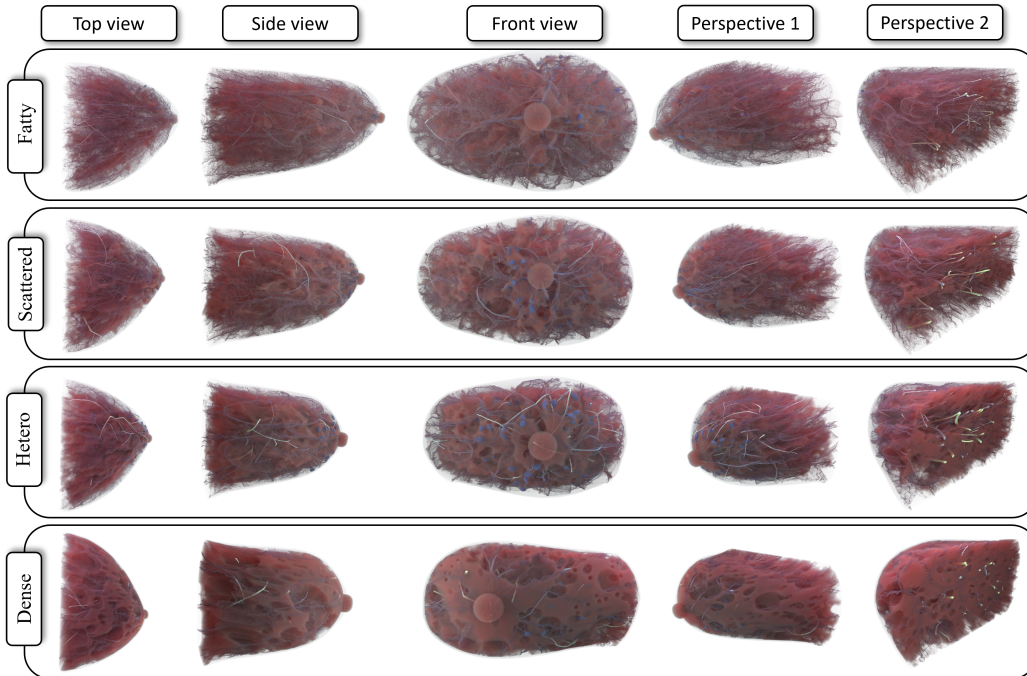 Top view
Side view
Front view
Perspective 1
Perspective 2
Fatty
Scattered
Hetero
Dense